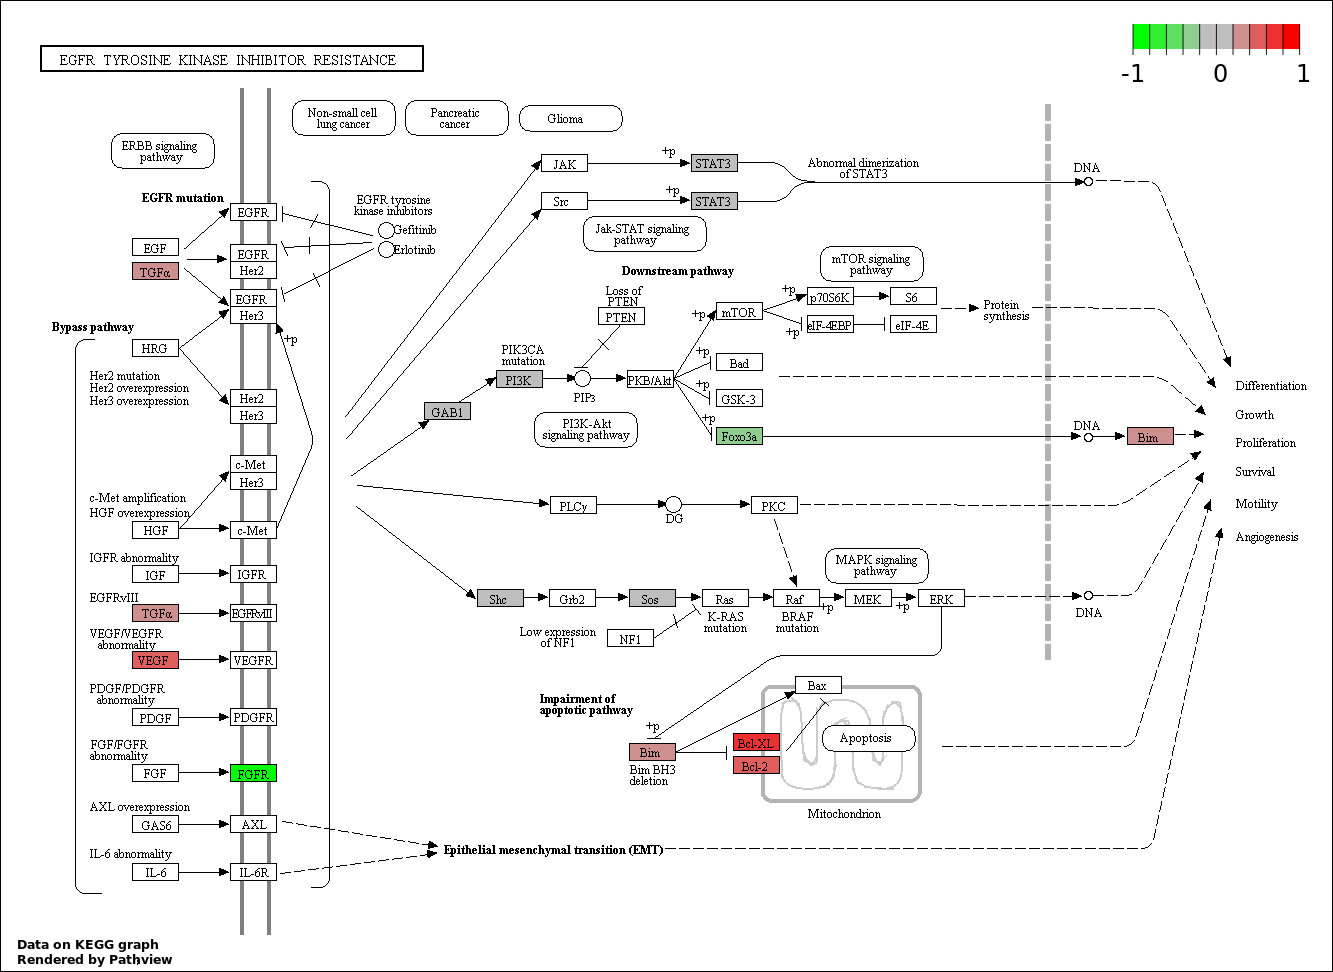 EGFR TYROSINE KINASE INHIBITOR RESISTANCE
-1 0 1
Non-small cell
lung cancer
Pancreatic
cancer
Glioma
ERBB signaling
pathway
EGFR mutation
EGFR
EGFR tyrosine
kinase inhibitors
Gefitinib
Erlotinib
EGF
TGFα
EGFR
Her2
EGFR
Her3
+p
Bypass pathway
HRG
Her2 mutation
Her2 overexpression
Her3 overexpression
Her2
Her3
c-Met
Her3
c-Met amplification
HGF overexpression
HGF
c-Met
IGFR abnormality
IGF
IGFR
EGFRvIII
TGFα
EGFRvIII
VEGF/VEGFR
abnormality
VEGF
VEGFR
PDGF/PDGFR
abnormality
PDGF
PDGFR
FGF/FGFR
abnormality
FGF
FGFR
AXL overexpression
GAS6
AXL
IL-6 abnormality
IL-6
IL-6R
JAK
+p
STAT3
Src
+p
STAT3
Abnormal dimerization
of STAT3
DNA
Jak-STAT signaling
pathway
Downstream pathway
mTOR signaling
pathway
Loss of
PTEN
PTEN
+p
mTOR
+p
p70S6K
S6
+p
eIF-4EBP
eIF-4E
Protein
synthesis
PIK3CA
mutation
PI3K
PIP3
PKB/Akt
+p
Bad
+p
GSK-3
+p
Foxo3a
GAB1
PI3K-Akt
signaling pathway
DNA
Bim
Differentiation
Growth
Proliferation
Survival
Motility
Angiogenesis
PLCγ
DG
PKC
MAPK signaling
pathway
Shc
Grb2
Sos
Ras
Raf
+p
MEK
+p
ERK
DNA
K-RAS
mutation
BRAF
mutation
Low expression
of NF1
NF1
Impairment of
apoptotic pathway
+p
Bim
Bim BH3
deletion
Bax
Bcl-XL
Bcl-2
Apoptosis
Mitochondrion
Epithelial mesenchymal transition (EMT)
Data on KEGG graph
Rendered by Pathview